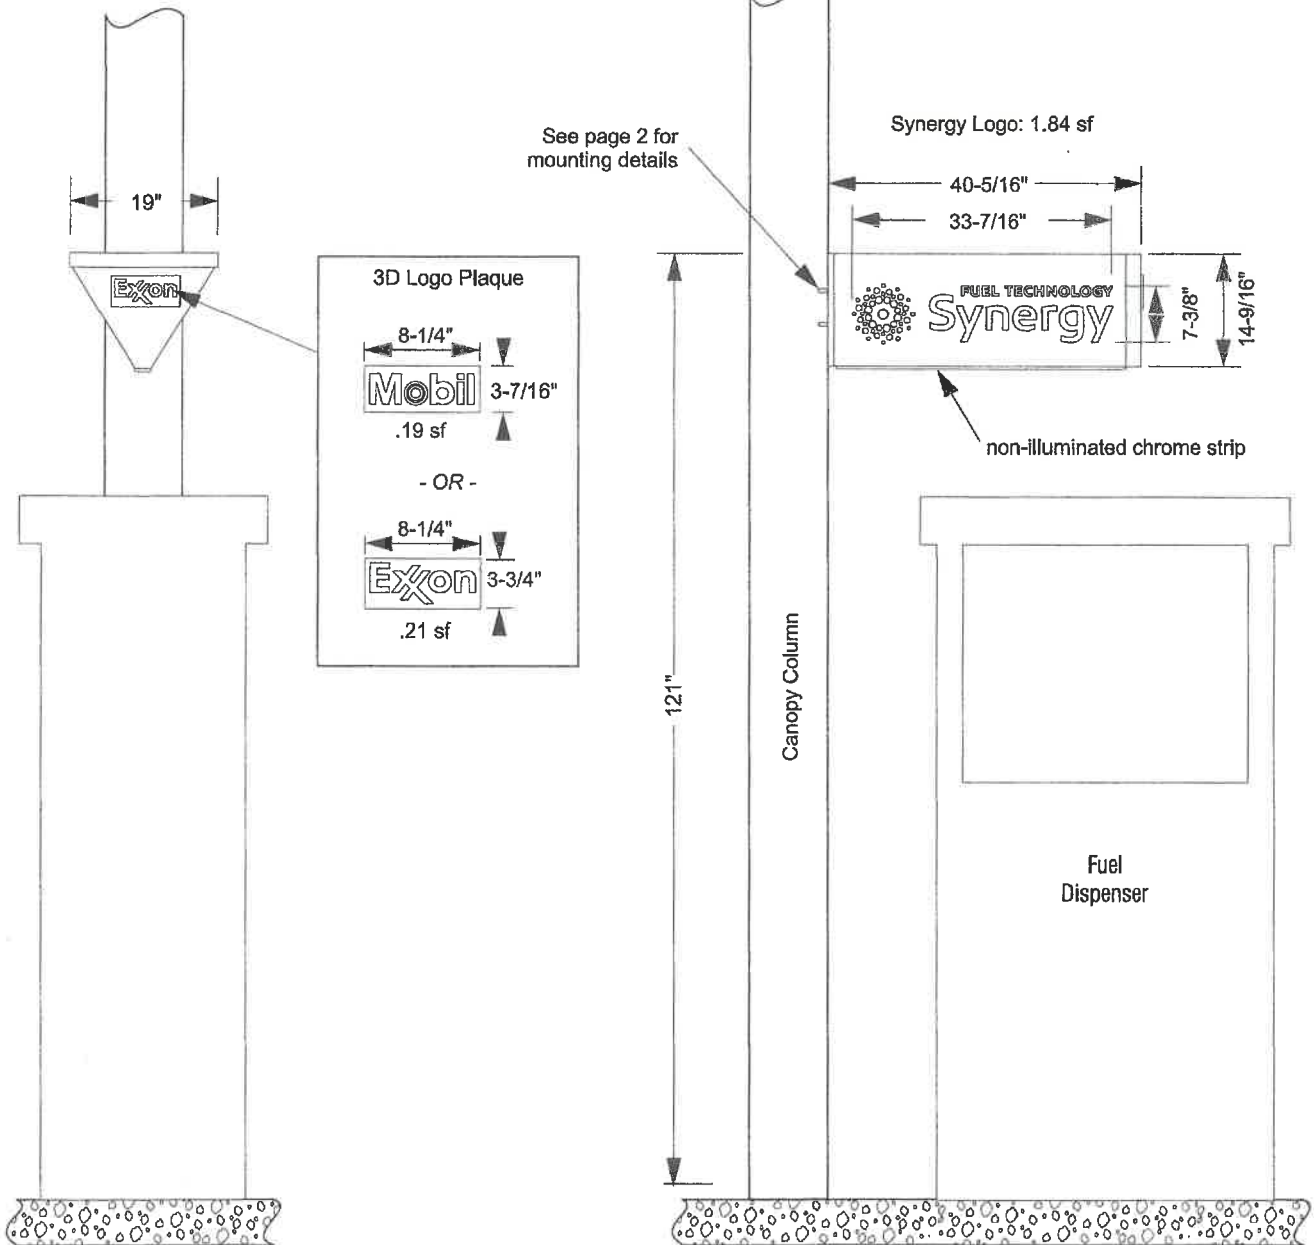 19"
Exxon
3D Logo Plaque
8-1/4"
Mobil
3-7/16"
.19 sf
- OR -
8-1/4"
Exxon
3-3/4"
.21 sf
See page 2 for
mounting details
Synergy Logo: 1.84 sf
40-5/16"
33-7/16"
FUEL TECHNOLOGY
Synergy
7-3/8"
14-9/16"
non-illuminated chrome strip
121"
Canopy Column
Fuel
Dispenser